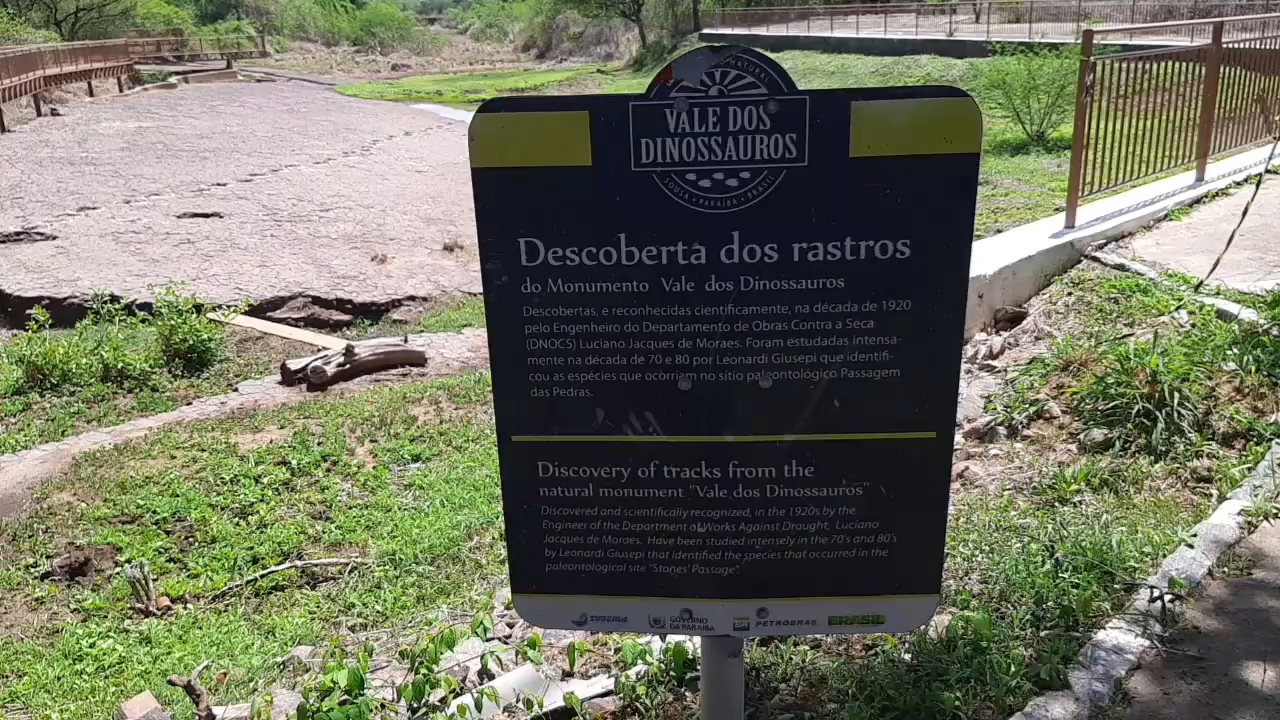 NATURAL
VALE DOS
DINOSSAUROS
SOUSA • PARAÍBA • BRASIL
Descoberta dos rastros
do Monumento Vale dos Dinossauros
Descobertas, e reconhecidas cientificamente, na década de 1920
pelo Engenheiro do Departamento de Obras Contra a Seca
(DNOCS) Luciano Jacques de Moraes. Foram estudadas intensa-
mente na década de 70 e 80 por Leonardi Giusepi que identifi-
cou as espécies que ocorriam no sítio paleontológico Passagem
das Pedras.
Discovery of tracks from the
natural monument "Vale dos Dinossauros"
Discovered and scientifically recognized, in the 1920s by the
Engineer of the Department of Works Against Drought, Luciano
Jacques de Moraes. Have been studied intensely in the 70's and 80's
by Leonardi Giusepi that identified the species that occurred in the
paleontological site "Stones' Passage".
SUDEMA
GOVERNO
DA PARAÍBA
BR PETROBRAS
BRASIL